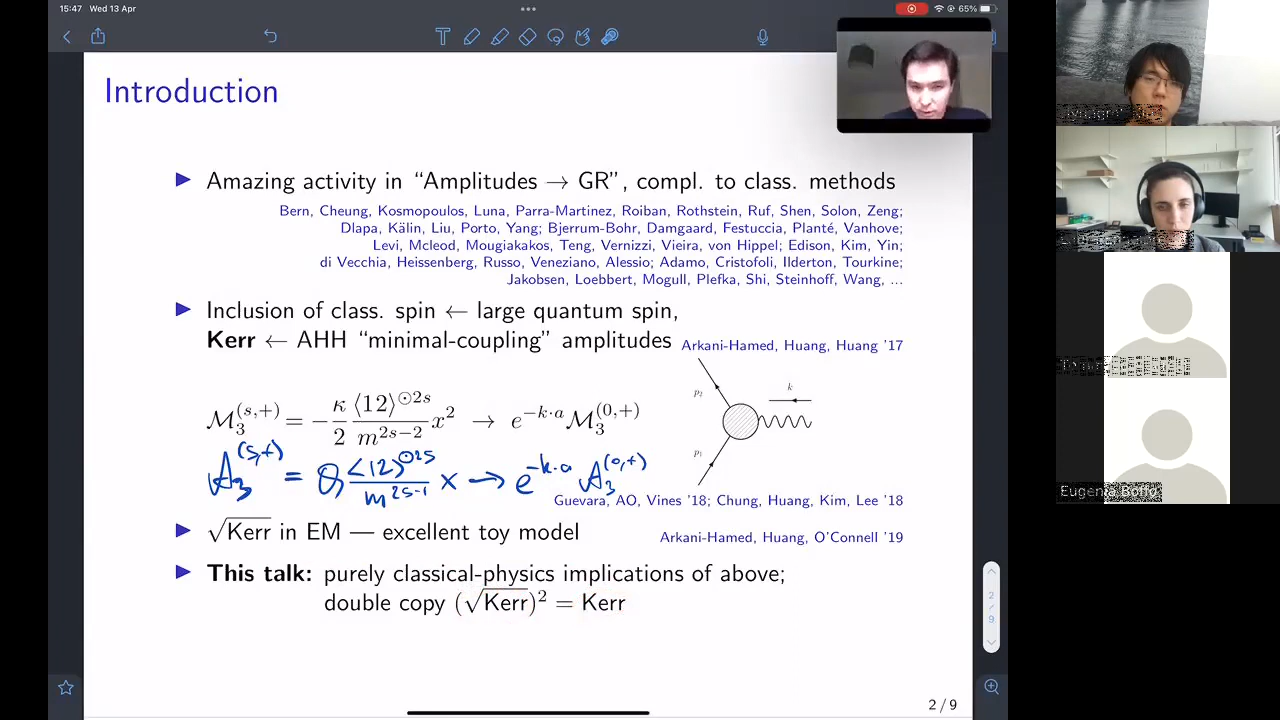 15:47 Wed 13 Apr
65%
Introduction
▶ Amazing activity in “Amplitudes → GR”, compl. to class. methods
Bern, Cheung, Kosmopoulos, Luna, Parra-Martinez, Roiban, Rothstein, Ruf, Shen, Solon, Zeng;
Dlapa, Kälin, Liu, Porto, Yang; Bjerrum-Bohr, Damgaard, Festuccia, Planté, Vanhove;
Levi, Mcleod, Mougiakakos, Teng, Vernizzi, Vieira, von Hippel; Edison, Kim, Yin;
di Vecchia, Heissenberg, Russo, Veneziano, Alessio; Adamo, Cristofoli, Ilderton, Tourkine;
Jakobsen, Loebbert, Mogull, Plefka, Shi, Steinhoff, Wang, ...
▶ Inclusion of class. spin ← large quantum spin,
Kerr ← AHH “minimal-coupling” amplitudes
Arkani-Hamed, Huang, Huang '17
p₂
k
p₁
M₃^(s,+) = −κ/2 ⟨12⟩^⊙2s/m^(2s−2) x² → e^(−k·a) M₃^(0,+)
A₃^(s,+) = Q ⟨12⟩^⊙2s/m^(2s−1) x → e^(−k·a) A₃^(0,+)
Guevara, AO, Vines '18; Chung, Huang, Kim, Lee '18
▶ √Kerr in EM — excellent toy model
Arkani-Hamed, Huang, O'Connell '19
▶ This talk: purely classical-physics implications of above;
double copy (√Kerr)² = Kerr
2
/
9
2 / 9
T
Eugenia Boffo